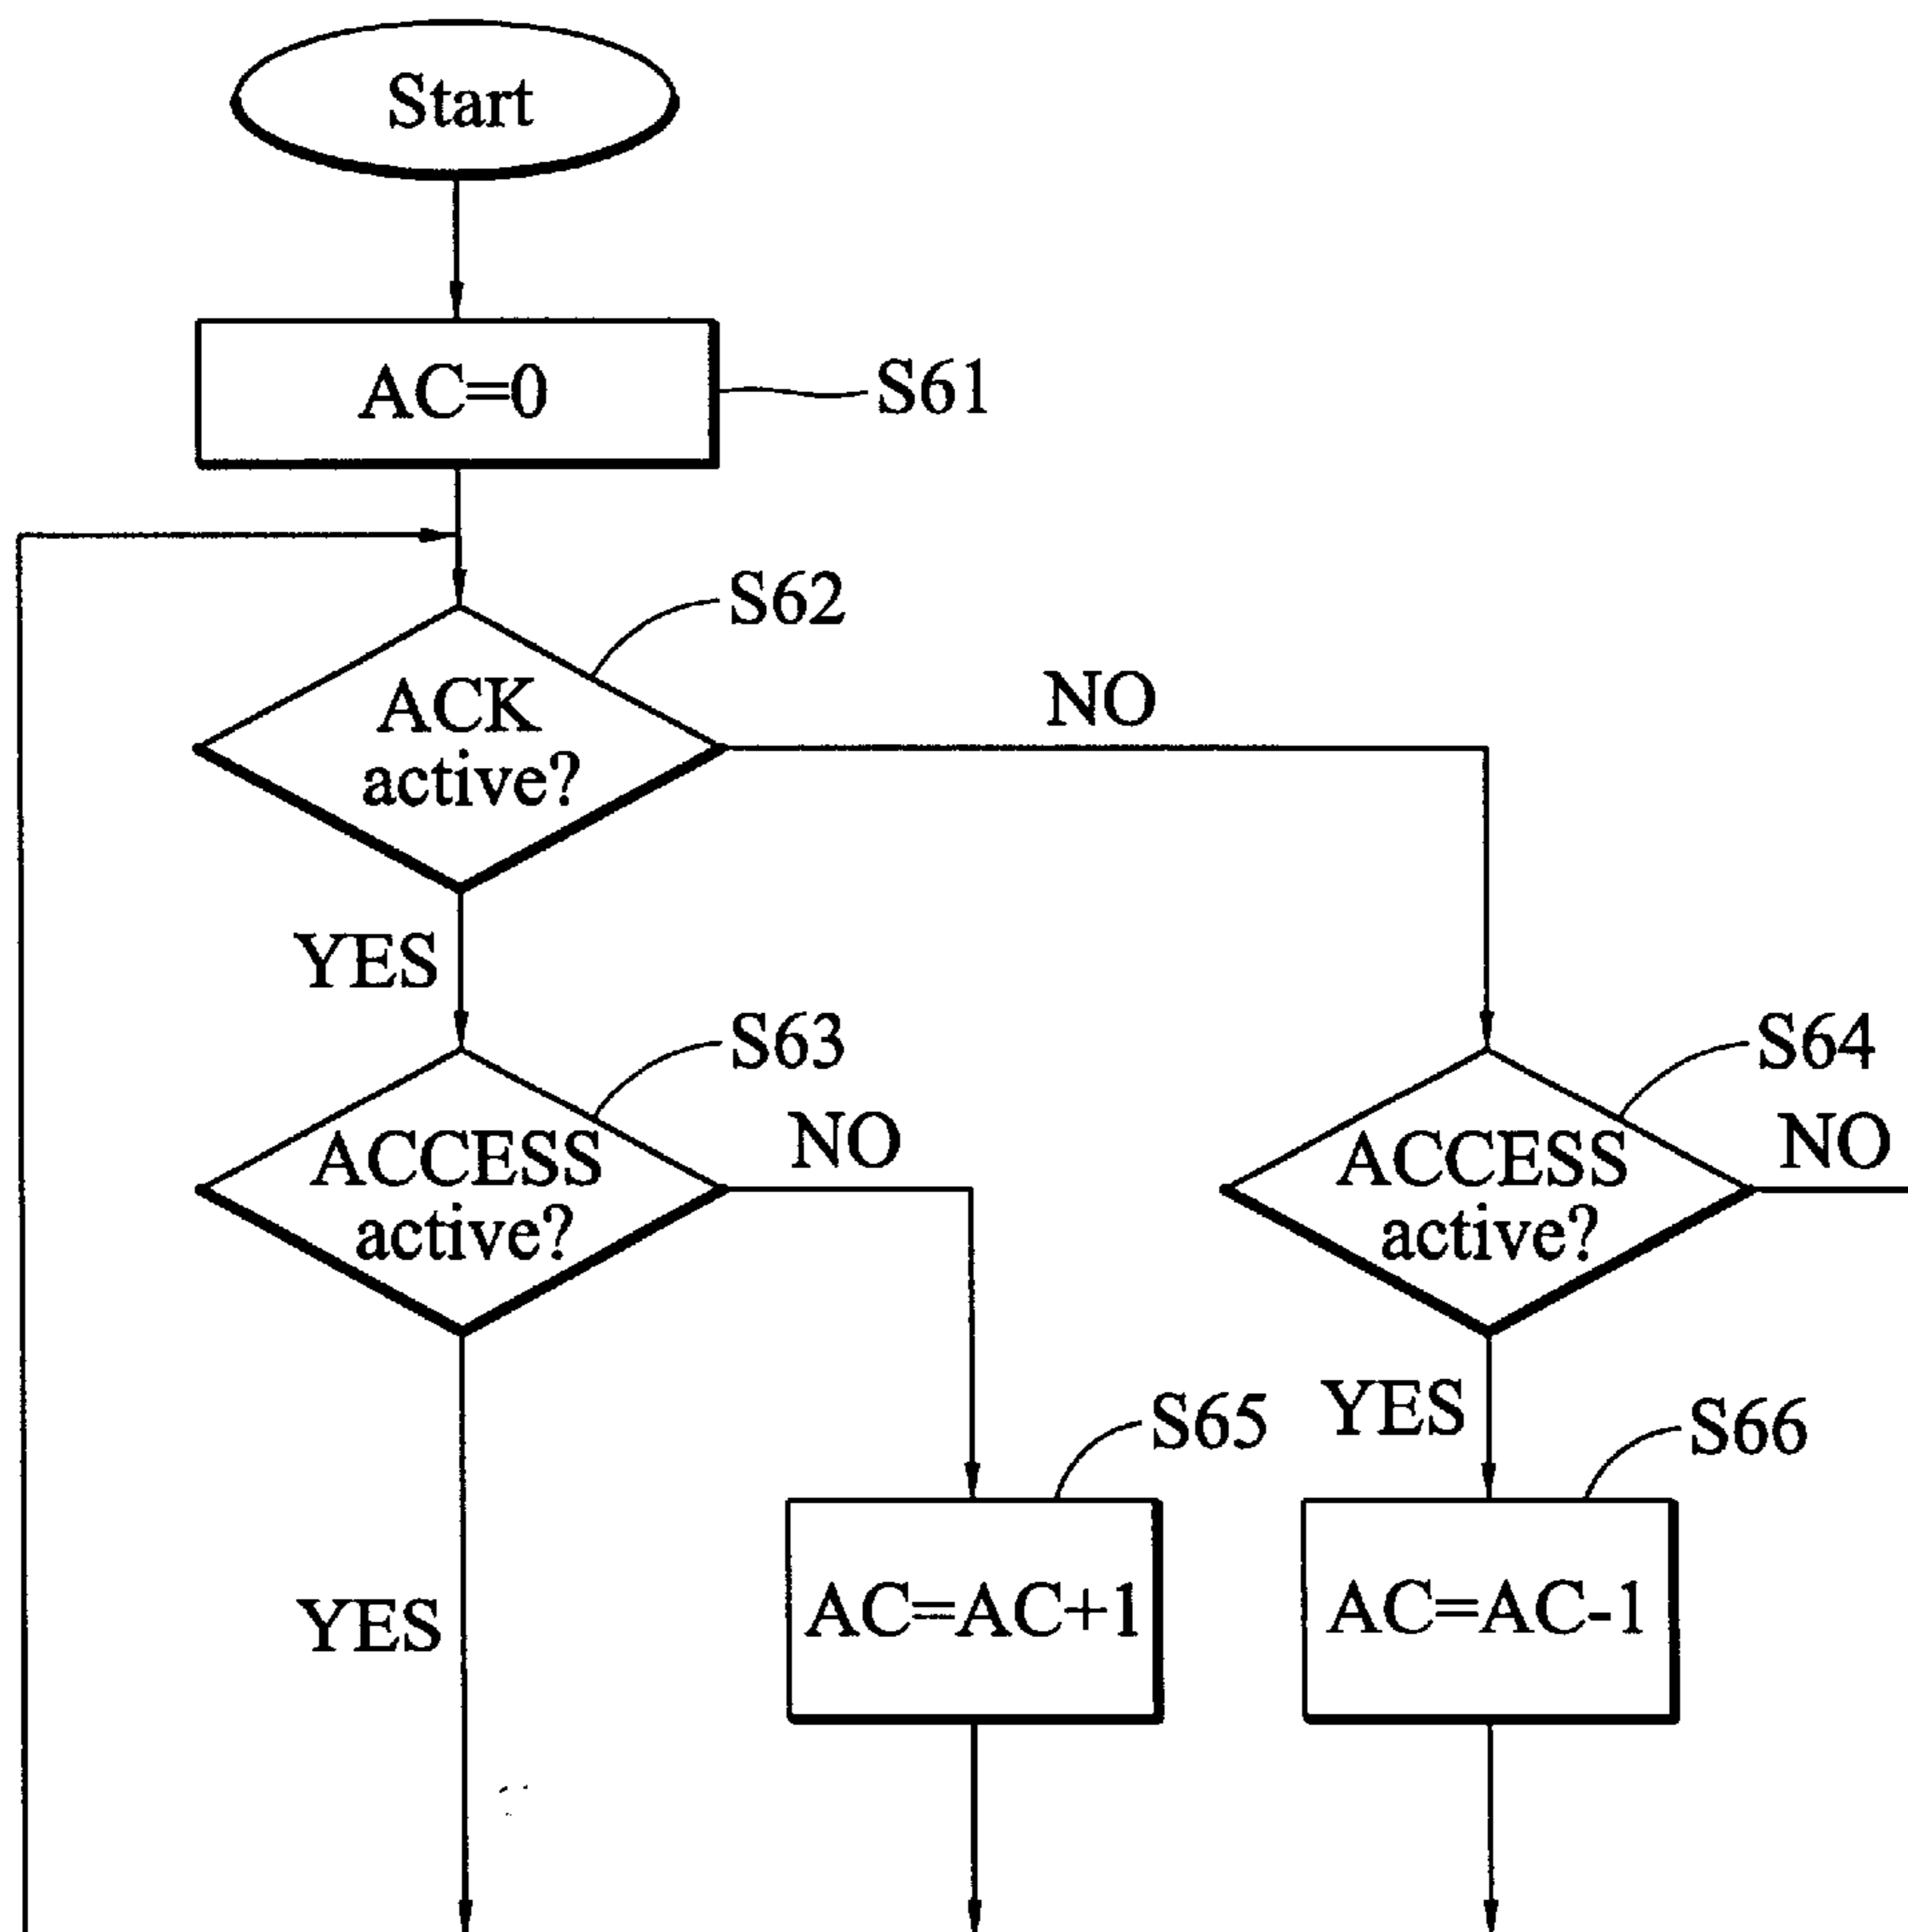 Start
AC=0
S61
S62
ACK
active?
NO
YES
S63
ACCESS
active?
NO
S64
ACCESS
active?
NO
YES
S65
AC=AC+1
YES
S66
AC=AC-1
YES